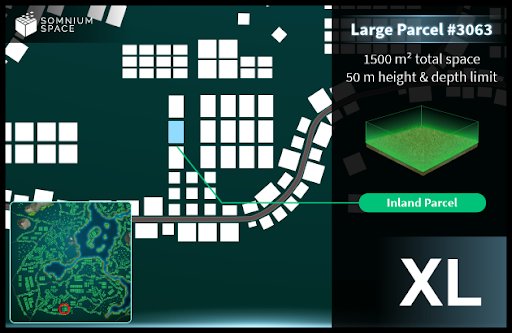 SOMNIUM
SPACE
Large Parcel #3063
1500 m² total space
50 m height & depth limit
Inland Parcel
XL